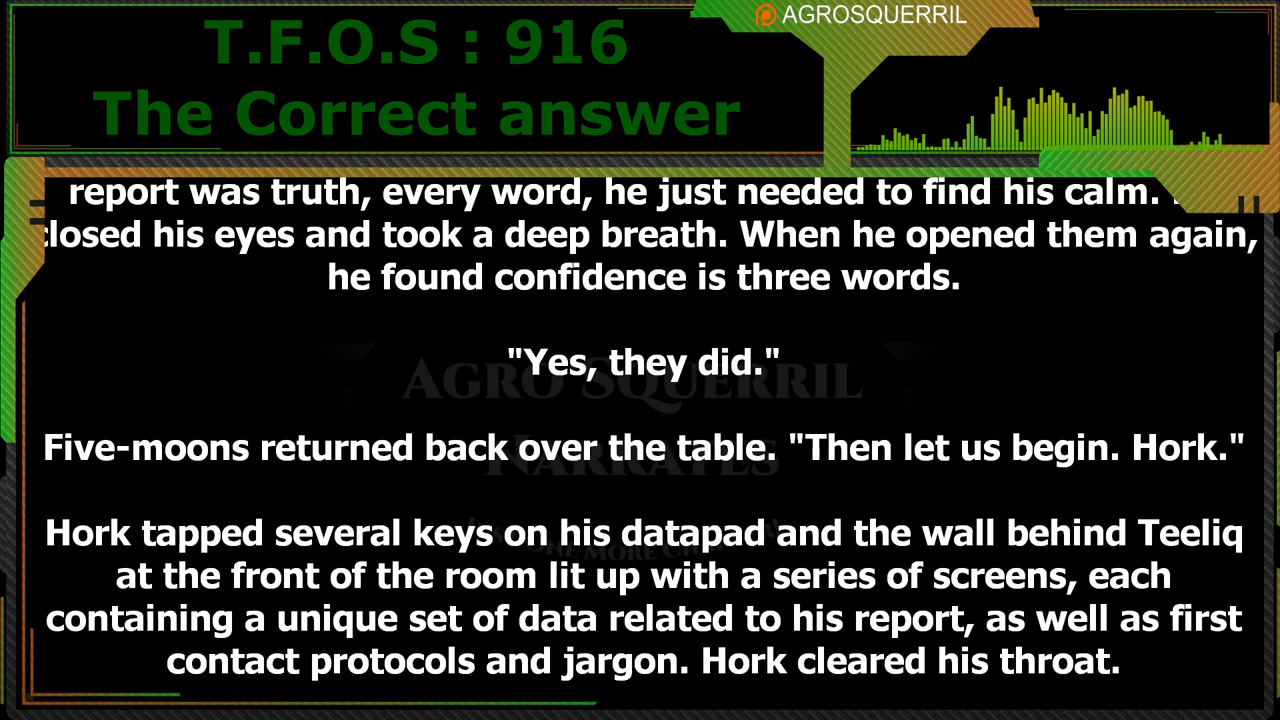 AGROSQUERRIL
T.F.O.S : 916
The Correct answer
report was truth, every word, he just needed to find his calm.
closed his eyes and took a deep breath. When he opened them again,
he found confidence is three words.
"Yes, they did."
AGRO SQUERRIL
NARRATES
Five-moons returned back over the table. "Then let us begin. Hork."
Hork tapped several keys on his datapad and the wall behind Teeliq
at the front of the room lit up with a series of screens, each
containing a unique set of data related to his report, as well as first
contact protocols and jargon. Hork cleared his throat.